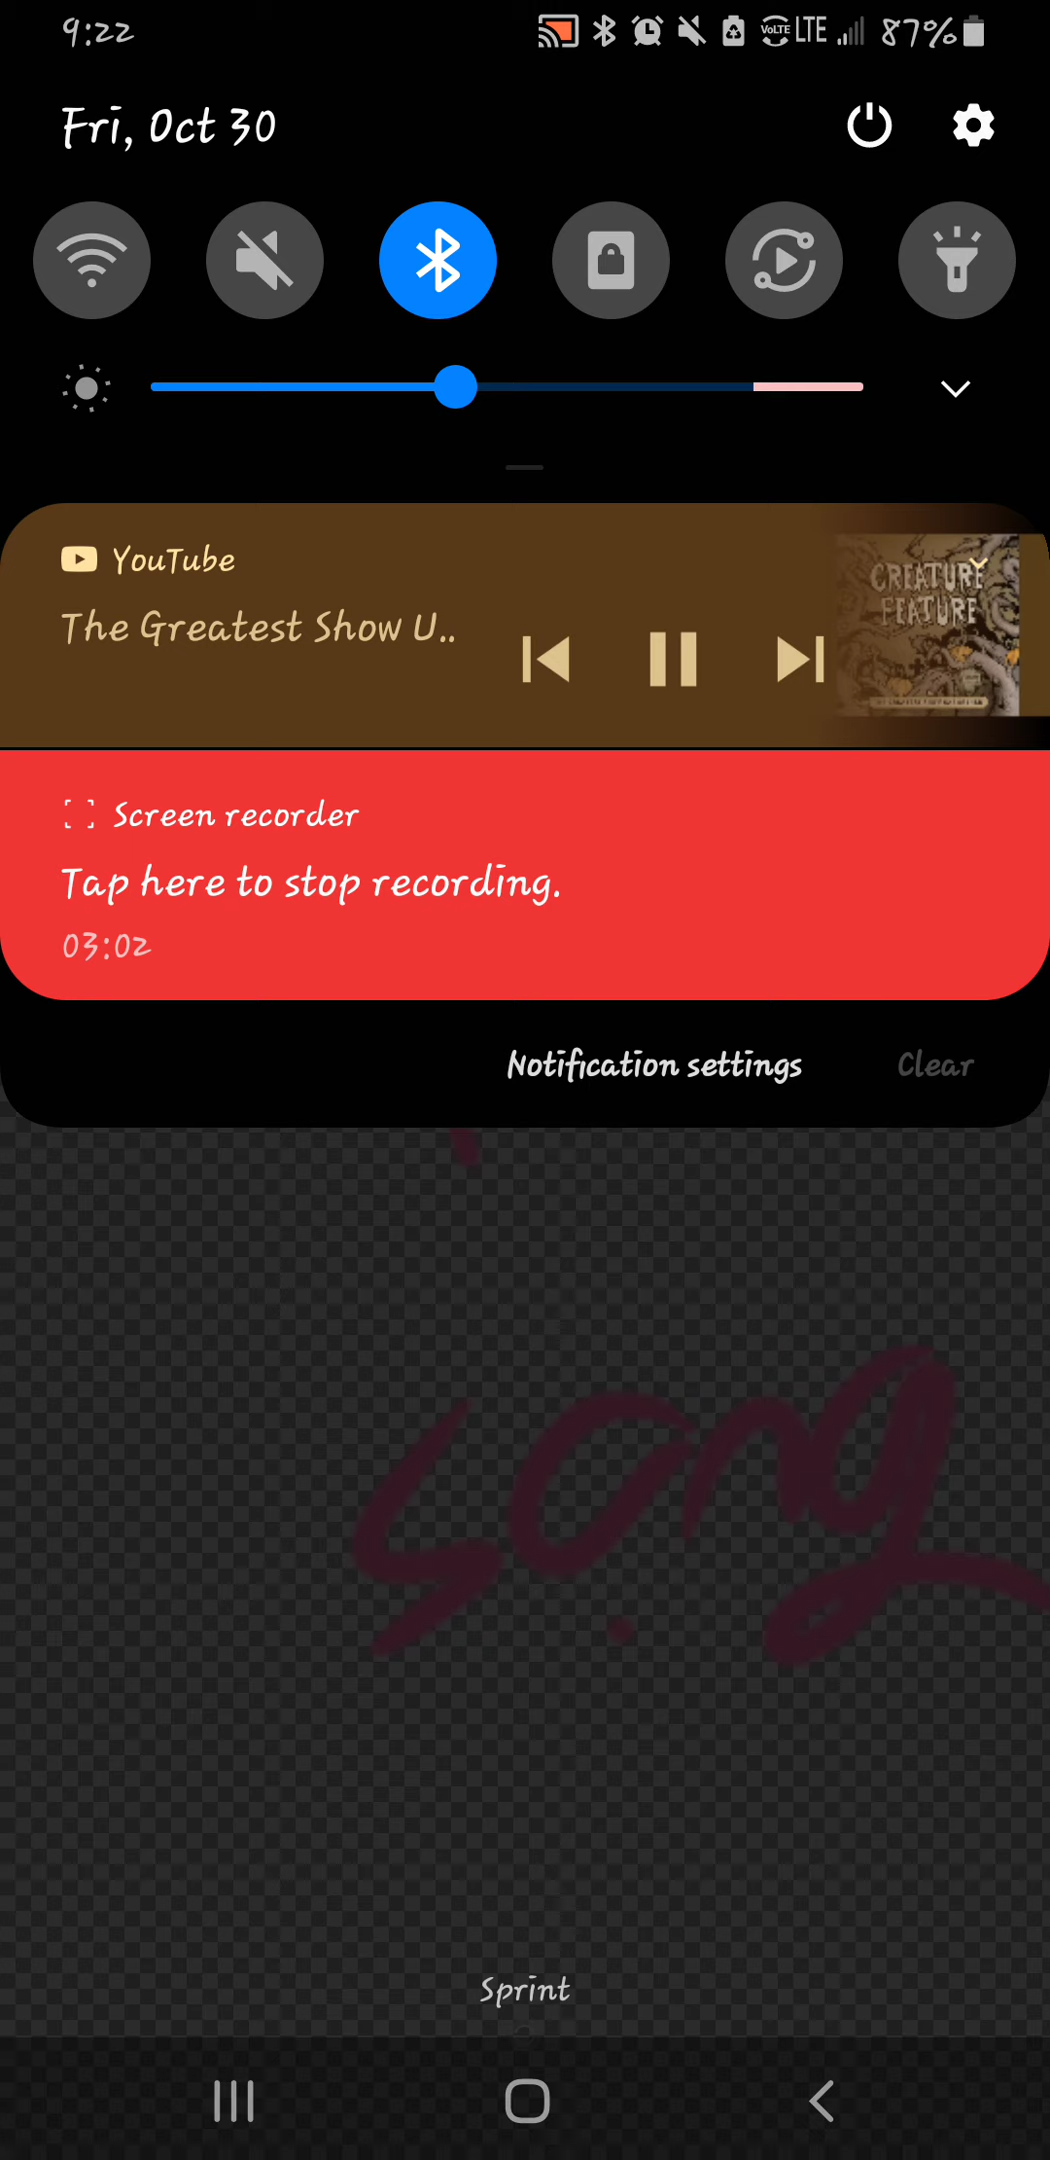 9:22 VoLTE LTE 87%
Fri, Oct 30
YouTube
CREATURE
The Greatest Show U..
FEATURE
Screen recorder
Tap here to stop recording.
03:02
Notification settings Clear
song
Sprint